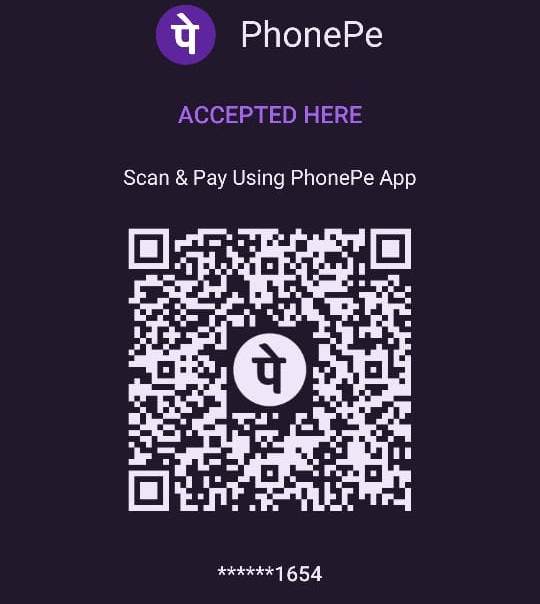 पे PhonePe
ACCEPTED HERE
Scan & Pay Using PhonePe App
पे
******1654